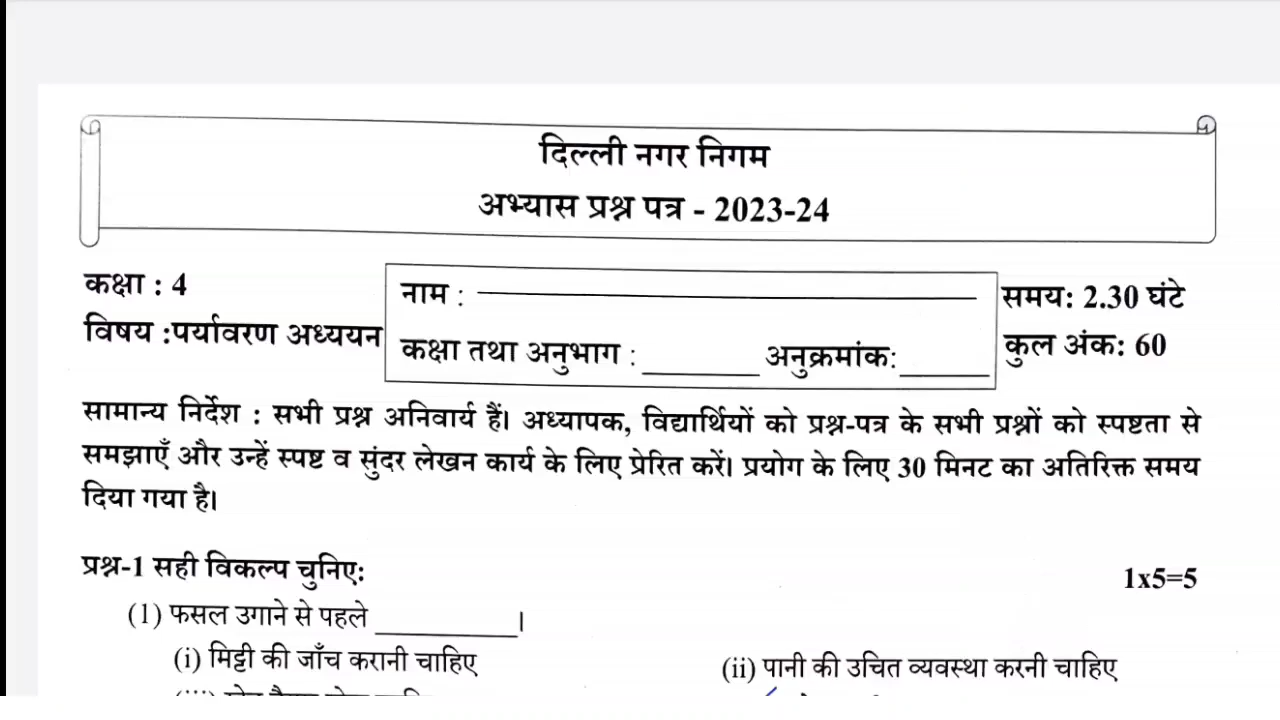 दिल्ली नगर निगम
अभ्यास प्रश्न पत्र - 2023-24
कक्षा : 4
नाम :
समय: 2.30 घंटे
विषय :पर्यावरण अध्ययन
कक्षा तथा अनुभाग : अनुक्रमांक:
कुल अंक: 60
सामान्य निर्देश : सभी प्रश्न अनिवार्य हैं। अध्यापक, विद्यार्थियों को प्रश्न-पत्र के सभी प्रश्नों को स्पष्टता से
समझाएँ और उन्हें स्पष्ट व सुंदर लेखन कार्य के लिए प्रेरित करें। प्रयोग के लिए 30 मिनट का अतिरिक्त समय
दिया गया है।
प्रश्न-1 सही विकल्प चुनिए: 1x5=5
(1) फसल उगाने से पहले __________।
(i) मिट्टी की जाँच करानी चाहिए (ii) पानी की उचित व्यवस्था करनी चाहिए